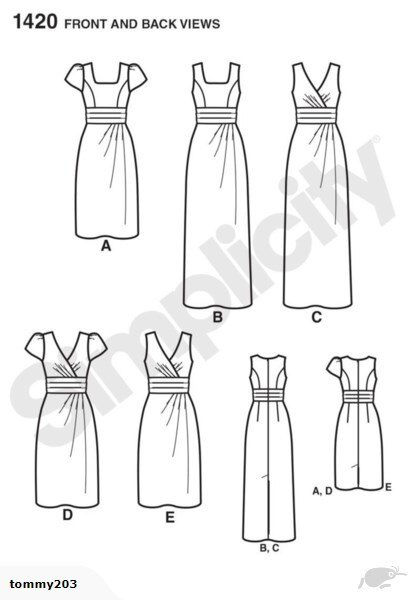 1420 FRONT AND BACK VIEWS
A
B
C
Simplicity®
D
E
B, C
A, D
E
tommy203